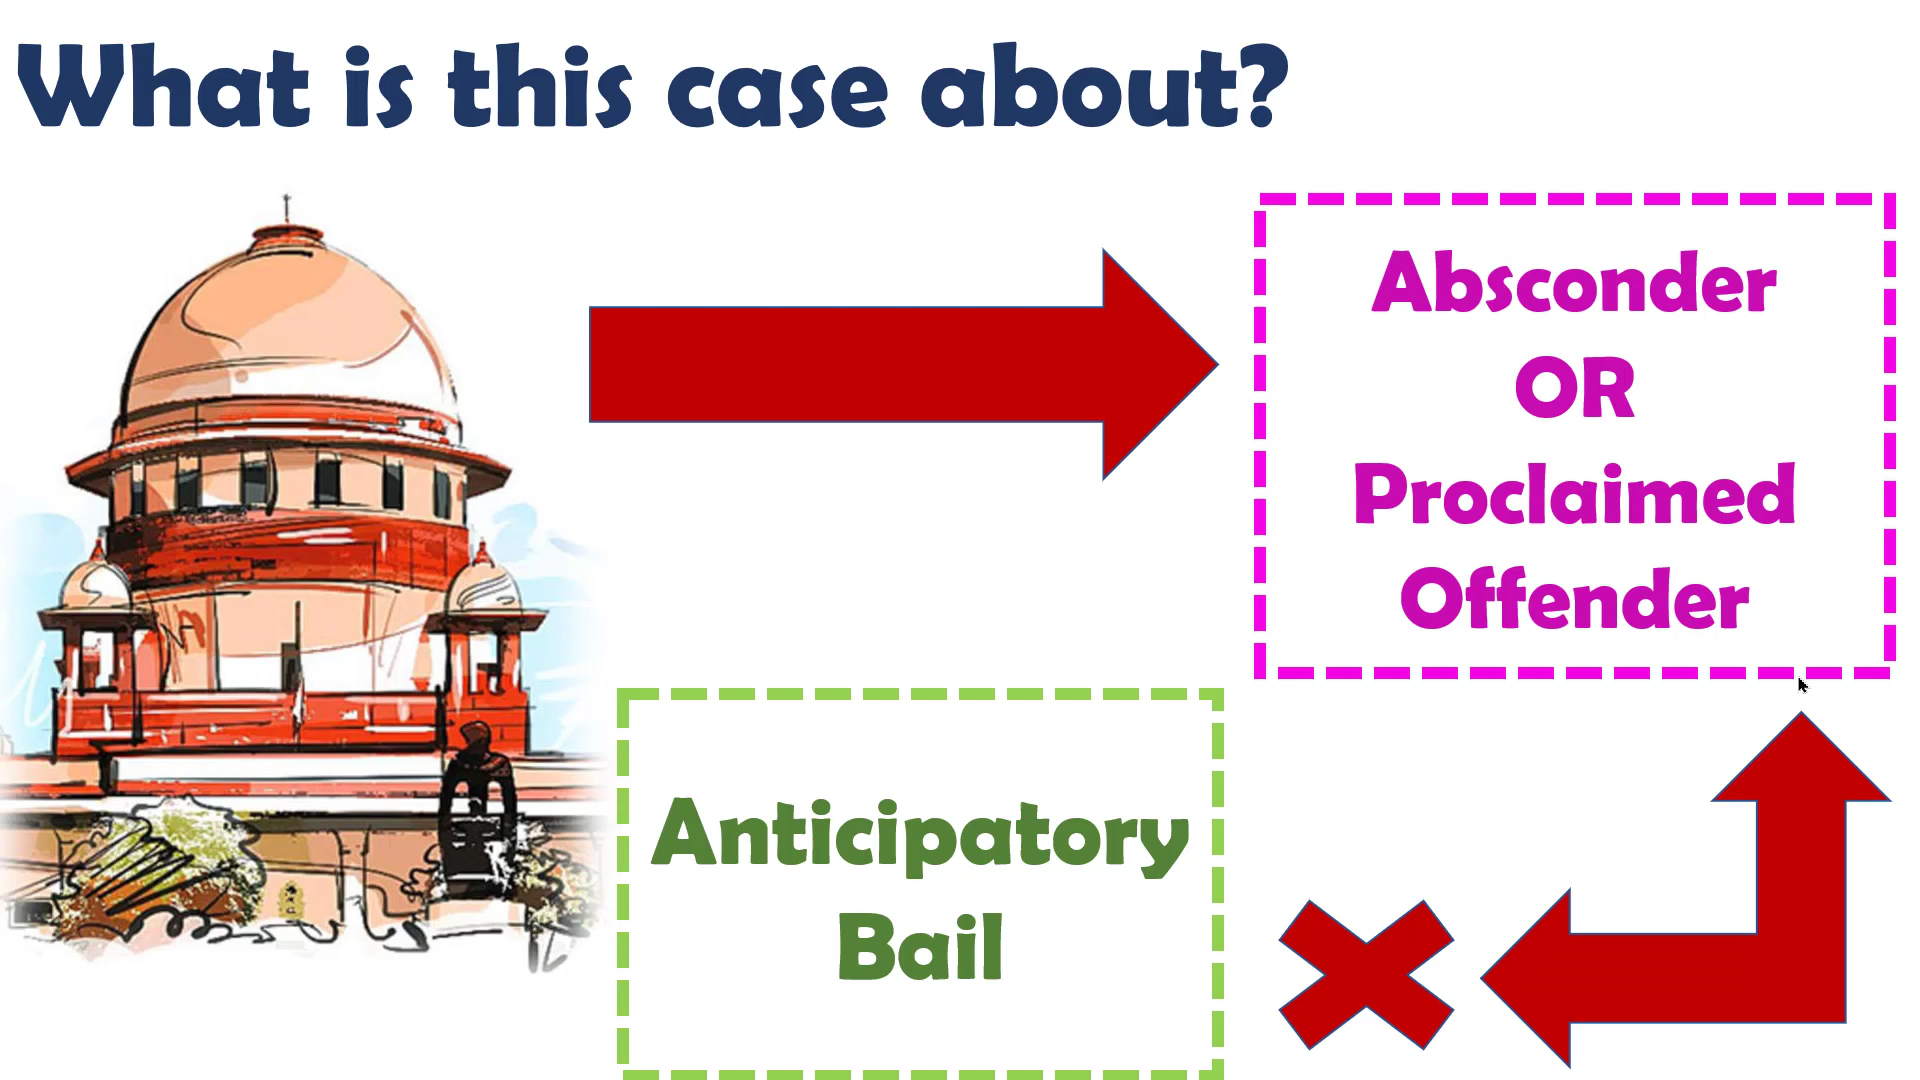 What is this case about?
Absconder
OR
Proclaimed
Offender
Anticipatory
Bail